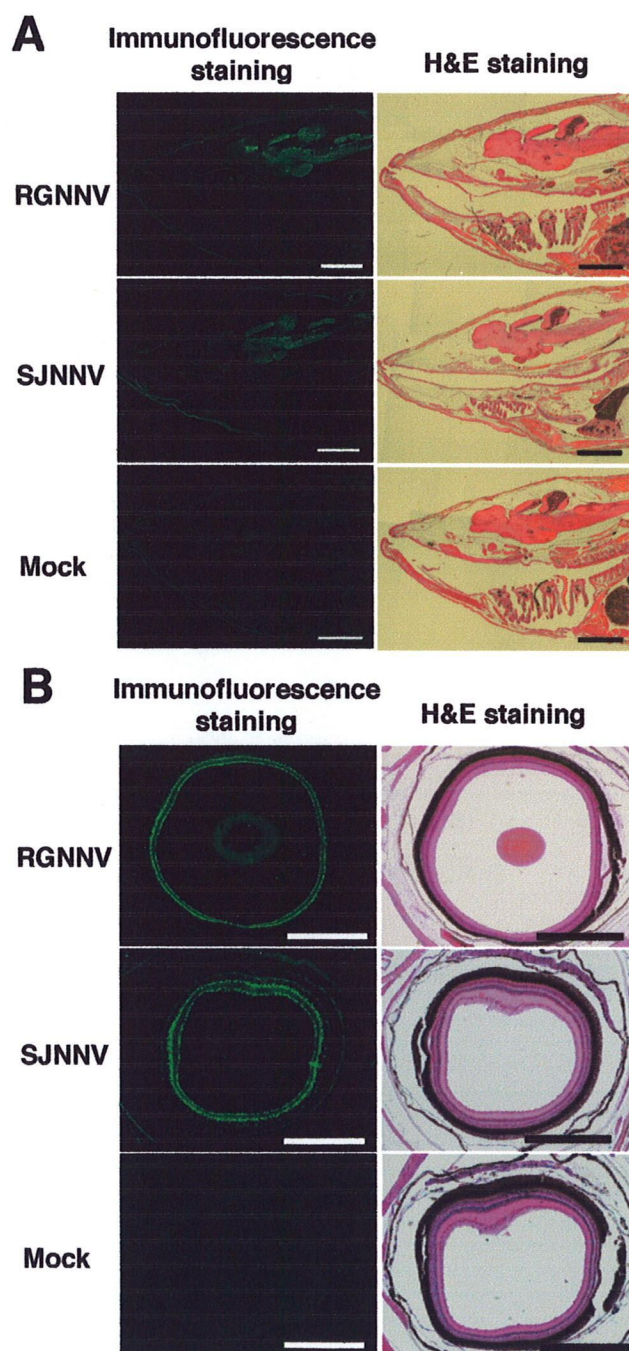 A
Immunofluorescence
staining
H&E staining
RGNNV
SJNNV
Mock
B
Immunofluorescence
staining
H&E staining
RGNNV
SJNNV
Mock